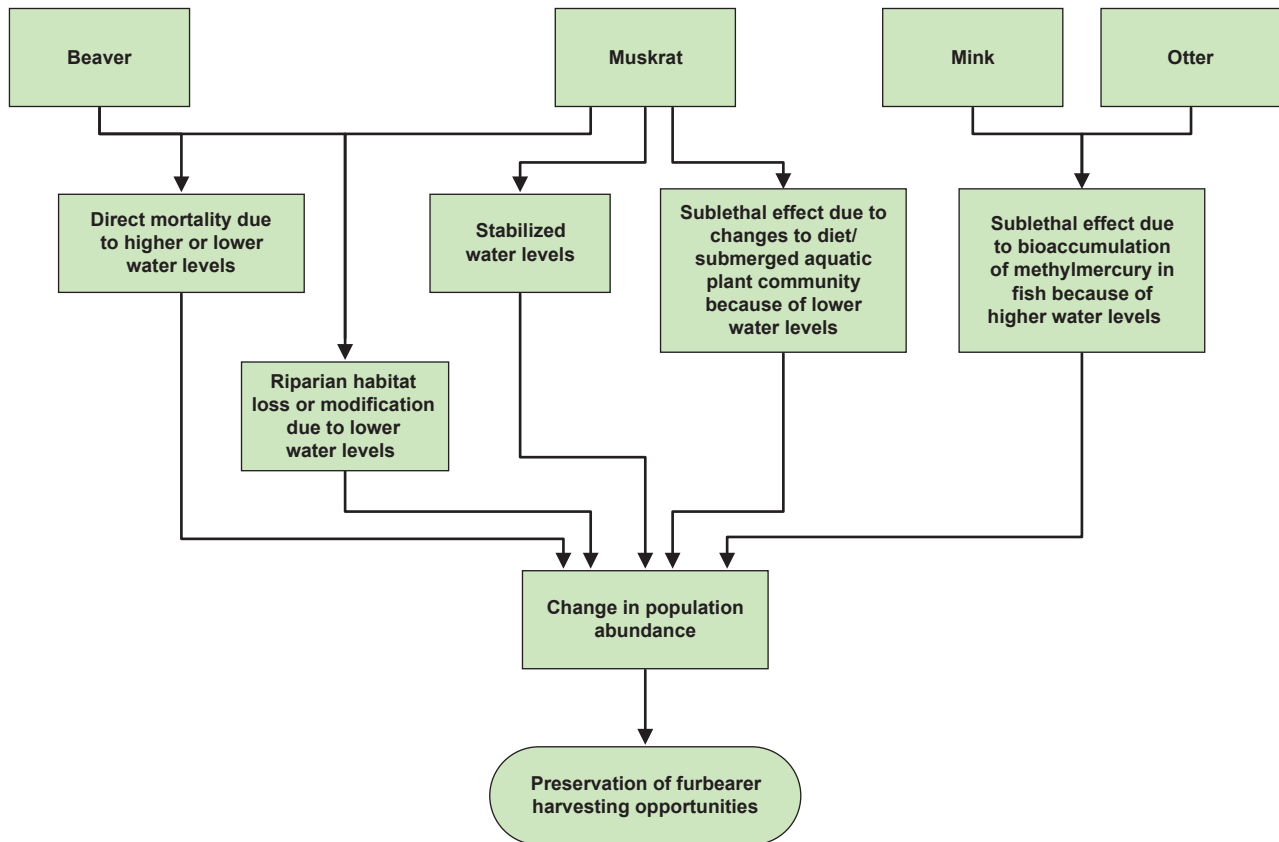 Beaver
Muskrat
Mink
Otter
Direct mortality due
to higher or lower
water levels
Stabilized
water levels
Sublethal effect due to
changes to diet/
submerged aquatic
plant community
because of lower
water levels
Sublethal effect due
to bioaccumulation
of methylmercury in
fish because of
higher water levels
Riparian habitat
loss or modification
due to lower
water levels
Change in population
abundance
Preservation of furbearer
harvesting opportunities